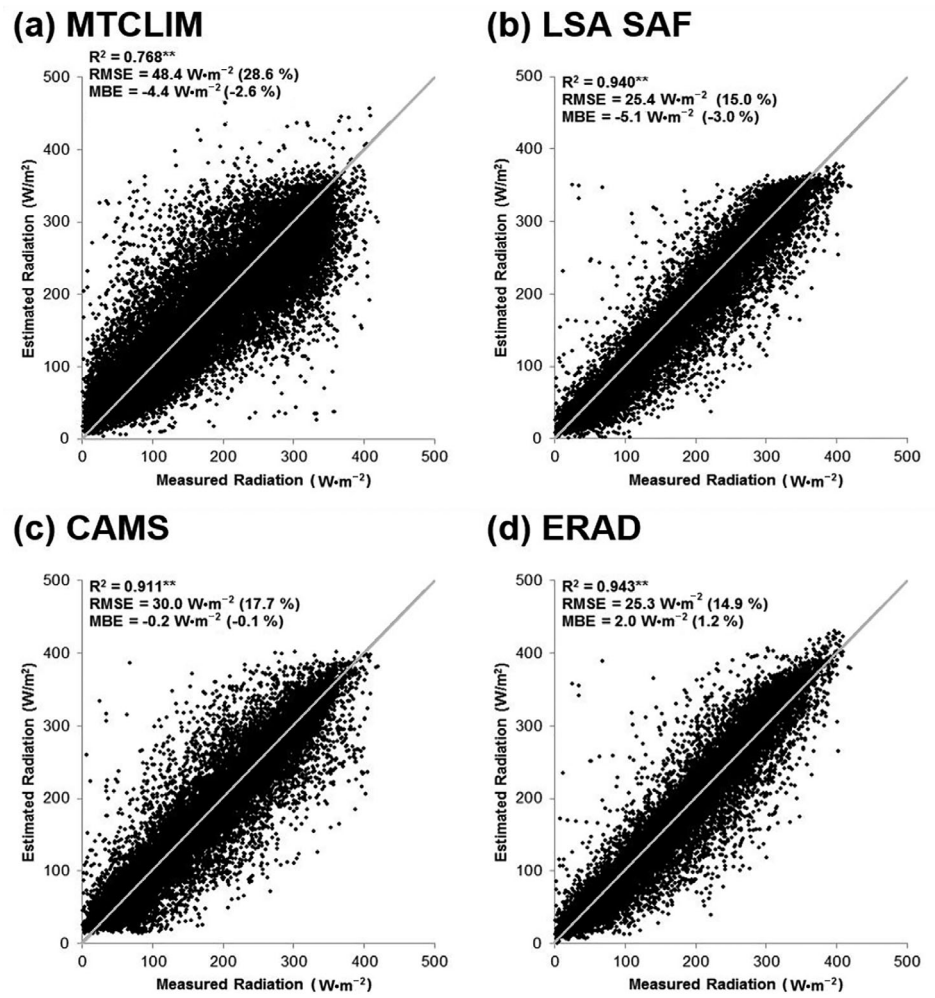 (a) MTCLIM
R² = 0.768**
RMSE = 48.4 W•m⁻² (28.6 %)
MBE = -4.4 W•m⁻² (-2.6 %)
500
400
300
200
100
0
Estimated Radiation (W/m²)
0 100 200 300 400 500
Measured Radiation (W•m⁻²)
(b) LSA SAF
R² = 0.940**
RMSE = 25.4 W•m⁻² (15.0 %)
MBE = -5.1 W•m⁻² (-3.0 %)
500
400
300
200
100
0
Estimated Radiation (W/m²)
0 100 200 300 400 500
Measured Radiation (W•m⁻²)
(c) CAMS
R² = 0.911**
RMSE = 30.0 W•m⁻² (17.7 %)
MBE = -0.2 W•m⁻² (-0.1 %)
500
400
300
200
100
0
Estimated Radiation (W/m²)
0 100 200 300 400 500
Measured Radiation (W•m⁻²)
(d) ERAD
R² = 0.943**
RMSE = 25.3 W•m⁻² (14.9 %)
MBE = 2.0 W•m⁻² (1.2 %)
500
400
300
200
100
0
Estimated Radiation (W/m²)
0 100 200 300 400 500
Measured Radiation (W•m⁻²)